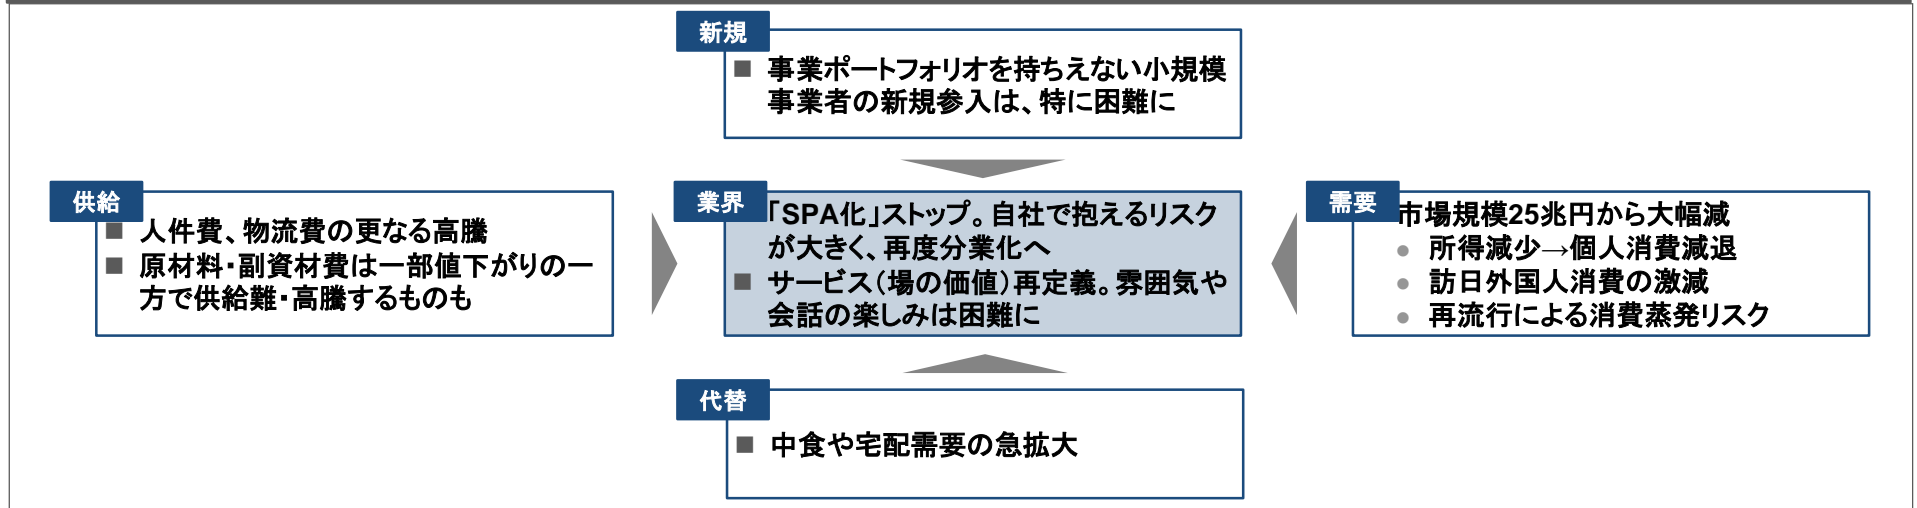 新規
■ 事業ポートフォリオを持ちえない小規模
事業者の新規参入は、特に困難に
供給
■ 人件費、物流費の更なる高騰
■ 原材料・副資材費は一部値下がりの一
方で供給難・高騰するものも
業界
「SPA化」ストップ。自社で抱えるリスク
が大きく、再度分業化へ
■ サービス（場の価値）再定義。雰囲気や
会話の楽しみは困難に
需要
市場規模25兆円から大幅減
● 所得減少→個人消費減退
● 訪日外国人消費の激減
● 再流行による消費蒸発リスク
代替
■ 中食や宅配需要の急拡大